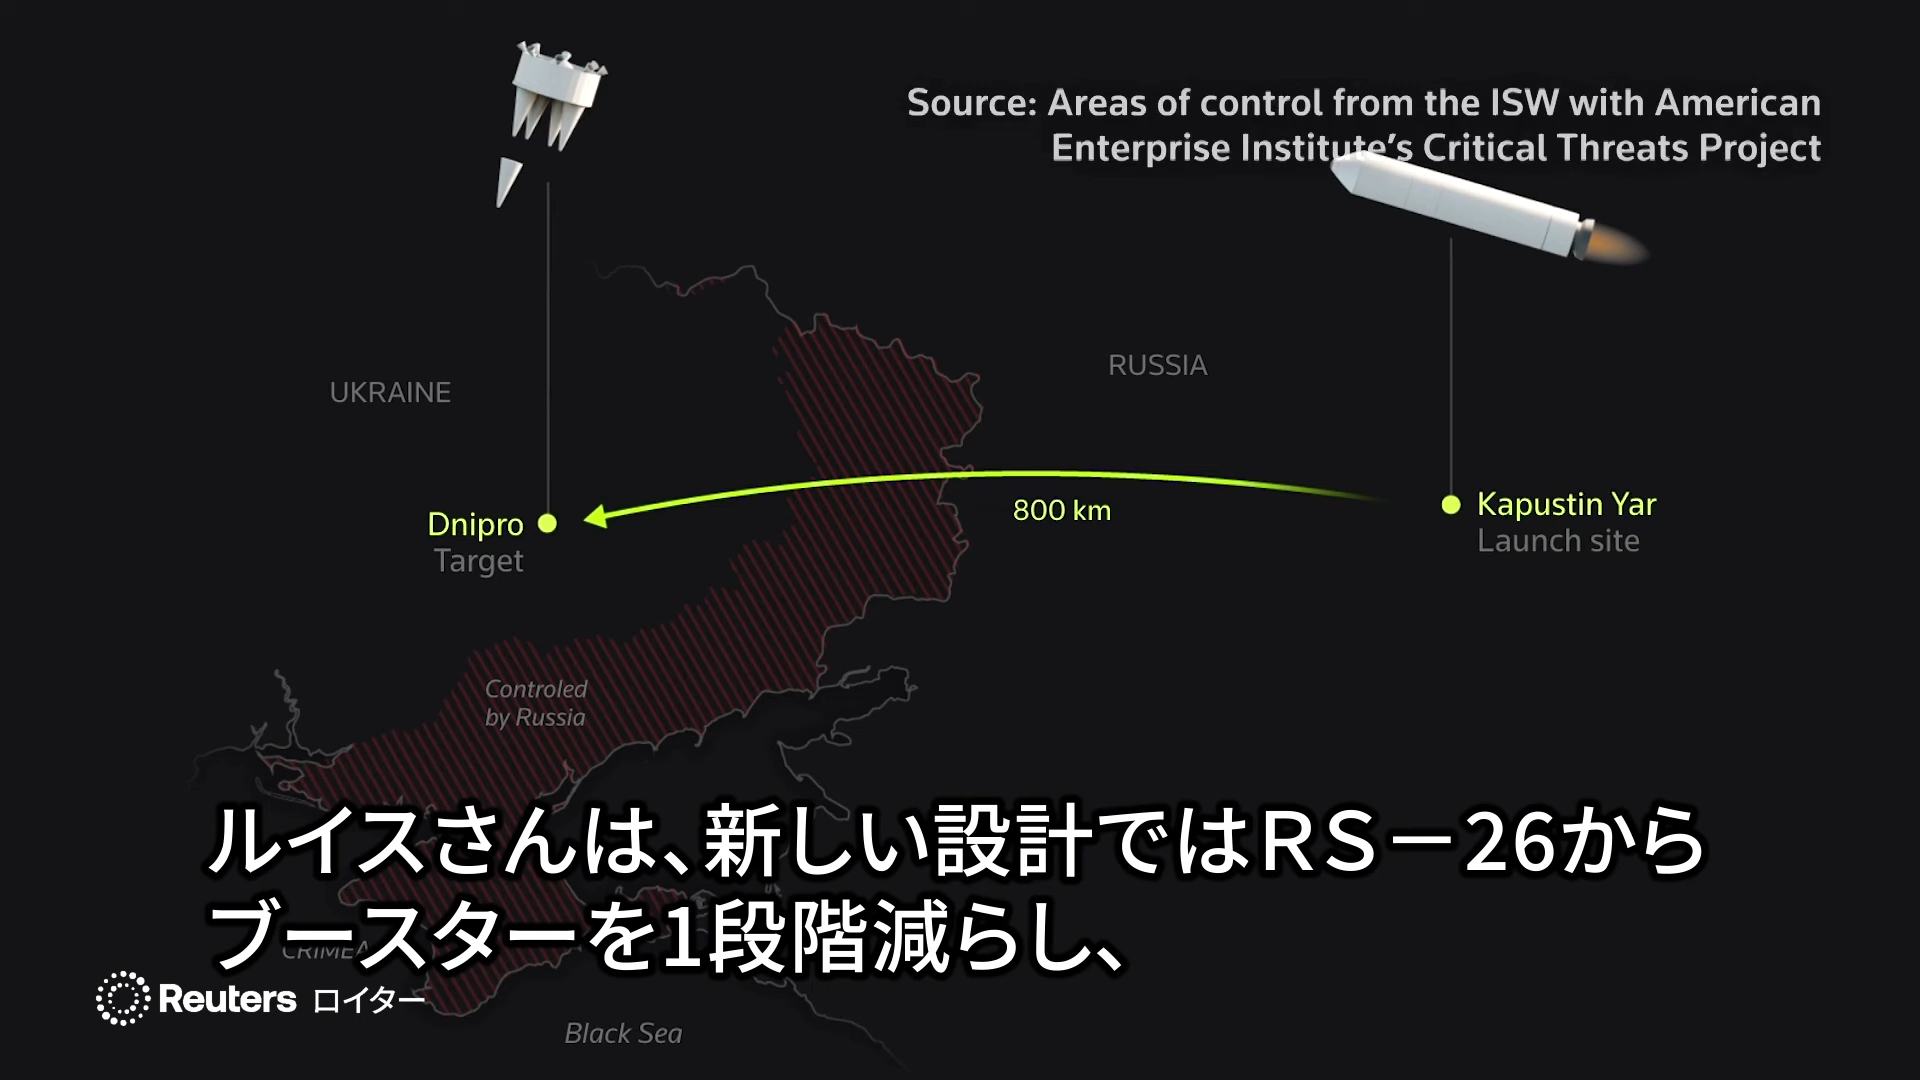 Source: Areas of control from the ISW with American
Enterprise Institute's Critical Threats Project
UKRAINE
RUSSIA
800 km
Dnipro
Target
Kapustin Yar
Launch site
Controled
by Russia
ルイスさんは、新しい設計ではRS－26から
ブースターを1段階減らし、
CRIMEA
Reuters ロイター
Black Sea